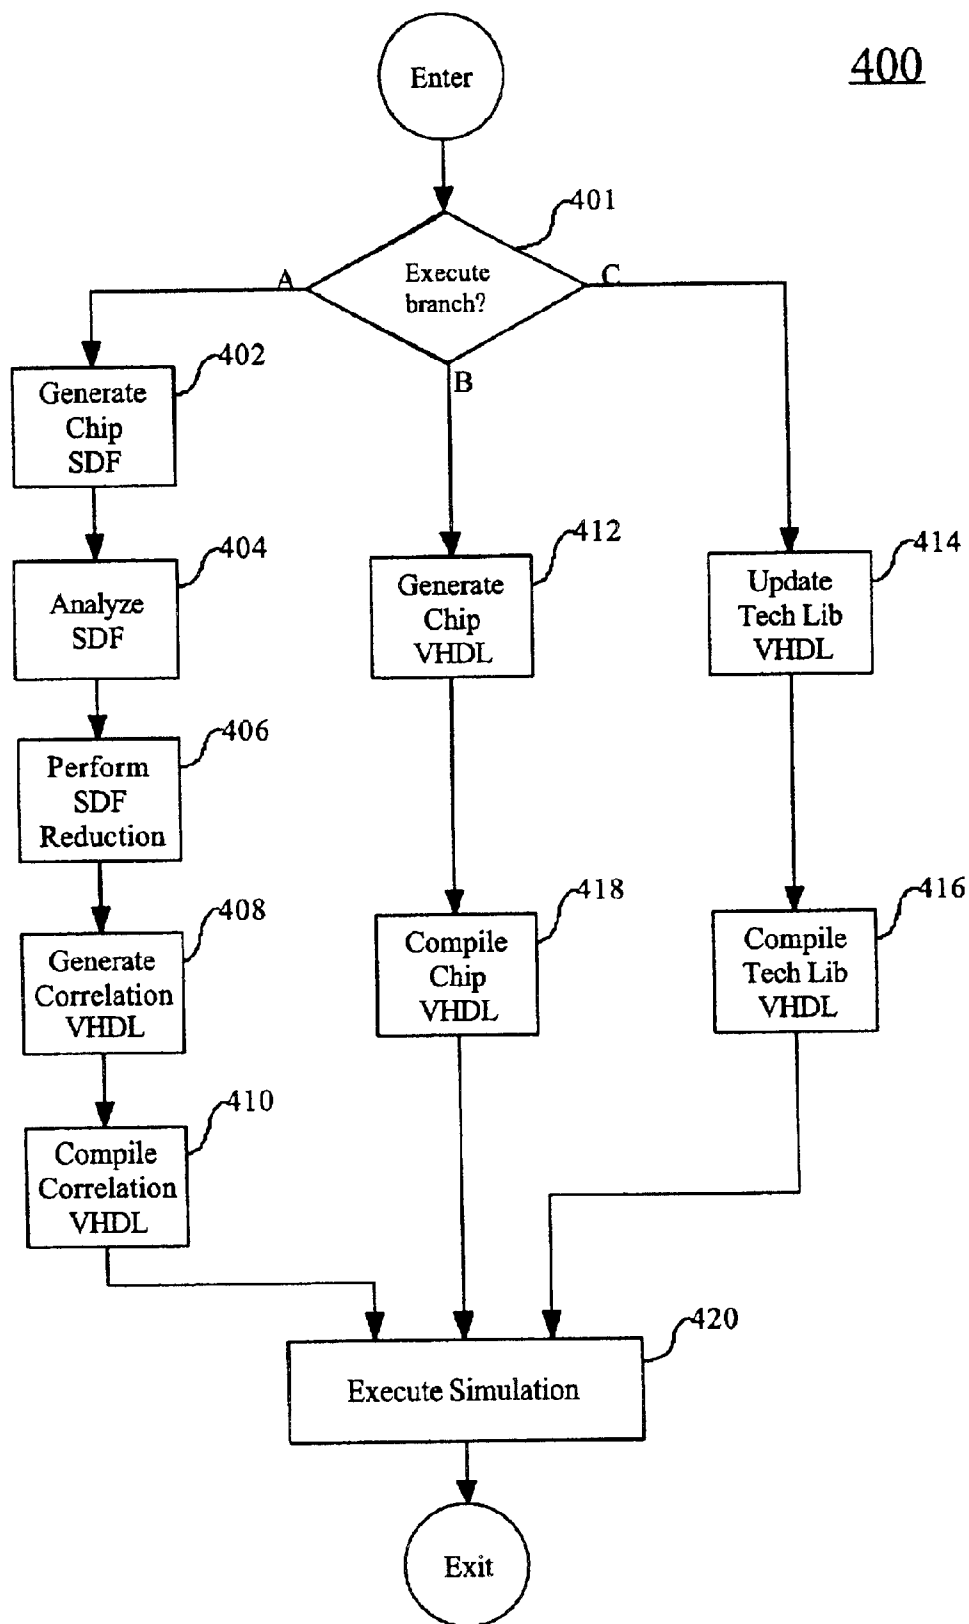 Enter
400
401
Execute
branch?
A
C
B
402
Generate
Chip
SDF
404
Analyze
SDF
412
Generate
Chip
VHDL
414
Update
Tech Lib
VHDL
406
Perform
SDF
Reduction
408
Generate
Correlation
VHDL
418
Compile
Chip
VHDL
416
Compile
Tech Lib
VHDL
410
Compile
Correlation
VHDL
420
Execute Simulation
Exit